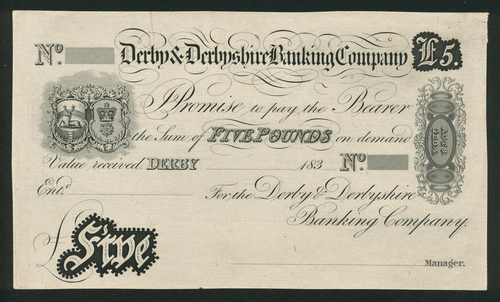 No. Derby & Derbyshire Banking Company £5.
I Promise to pay the Bearer
the Sum of FIVE POUNDS on demand
Value received, DERBY 183 No.
Entd.
For the Derby & Derbyshire
Banking Company.
£ Five
Manager.